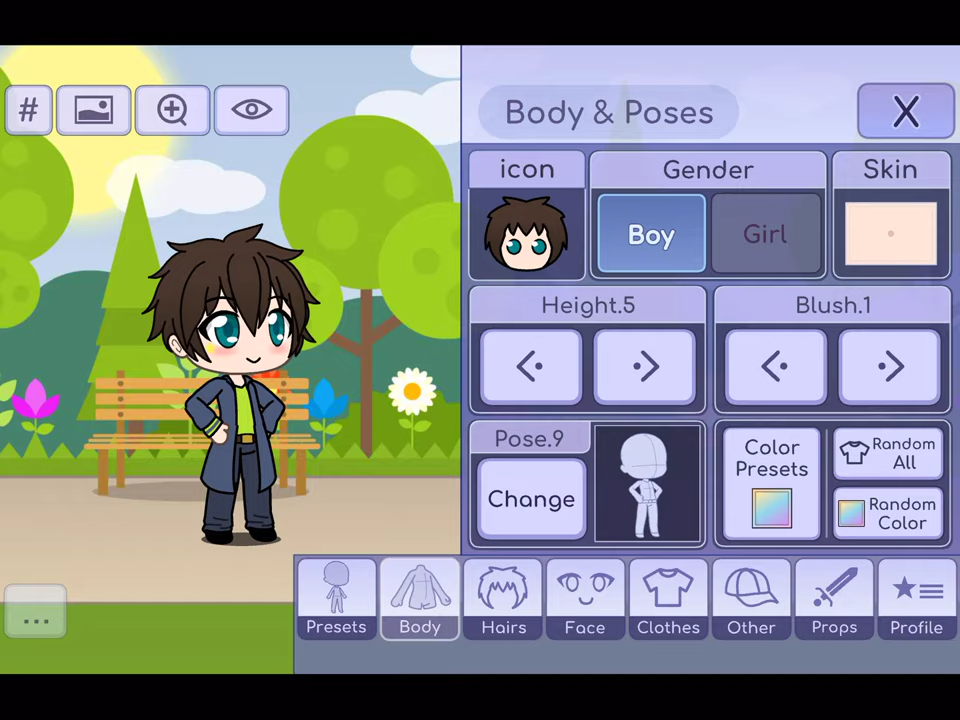 #
Body & Poses
X
icon
Gender
Skin
Boy
Girl
Height.5
Blush.1
Pose.9
Change
Color
Presets
Random
All
Random
Color
...
Presets
Body
Hairs
Face
Clothes
Other
Props
Profile